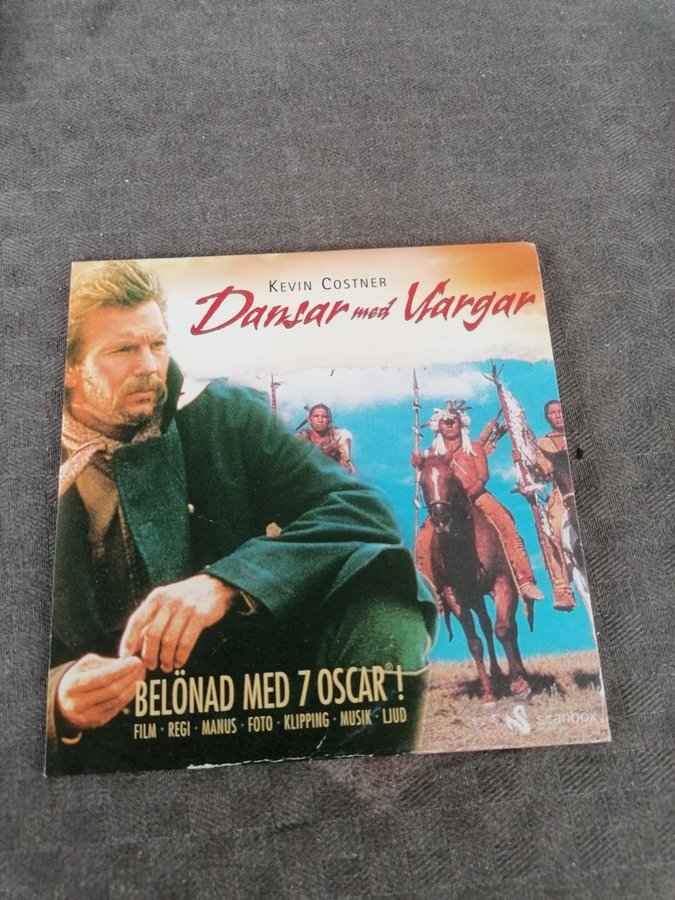 KEVIN COSTNER
Dansar med Vargar
BELÖNAD MED 7 OSCAR® !
FILM · REGI · MANUS · FOTO · KLIPPING · MUSIK · LJUD
scanbox